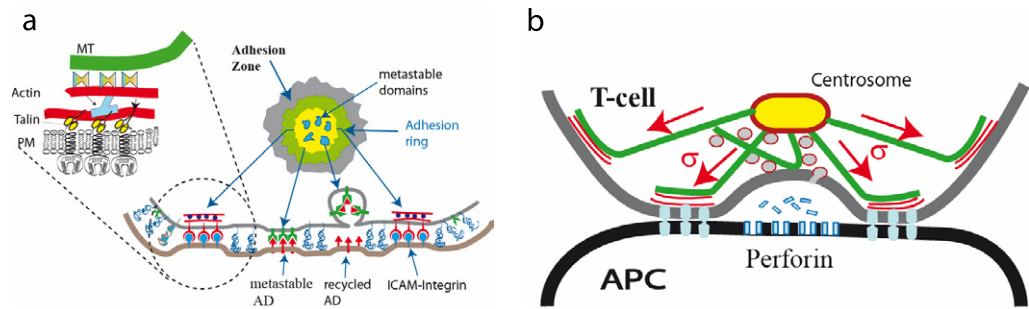 a
MT
Actin
Talin
PM
Adhesion
Zone
metastable
domains
Adhesion
ring
metastable
AD
recycled
AD
ICAM-Integrin
b
Centrosome
T-cell
σ
σ
Perforin
APC